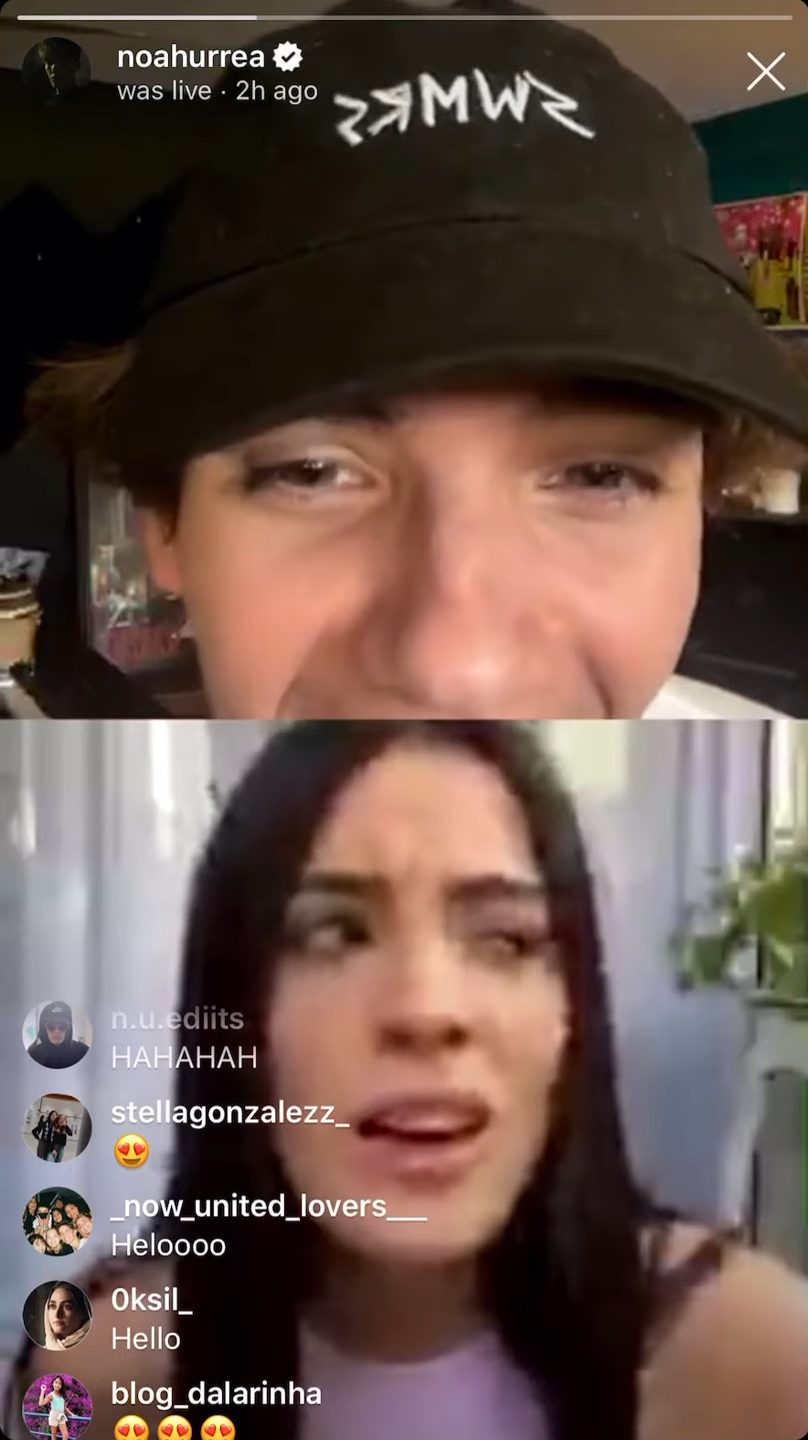 noahurrea
was live · 2h ago
SWMRS
n.u.ediits
HAHAHAH
stellagonzalezz_
😍
_now_united_lovers___
Heloooo
0ksil_
Hello
blog_dalarinha
😍😍😍